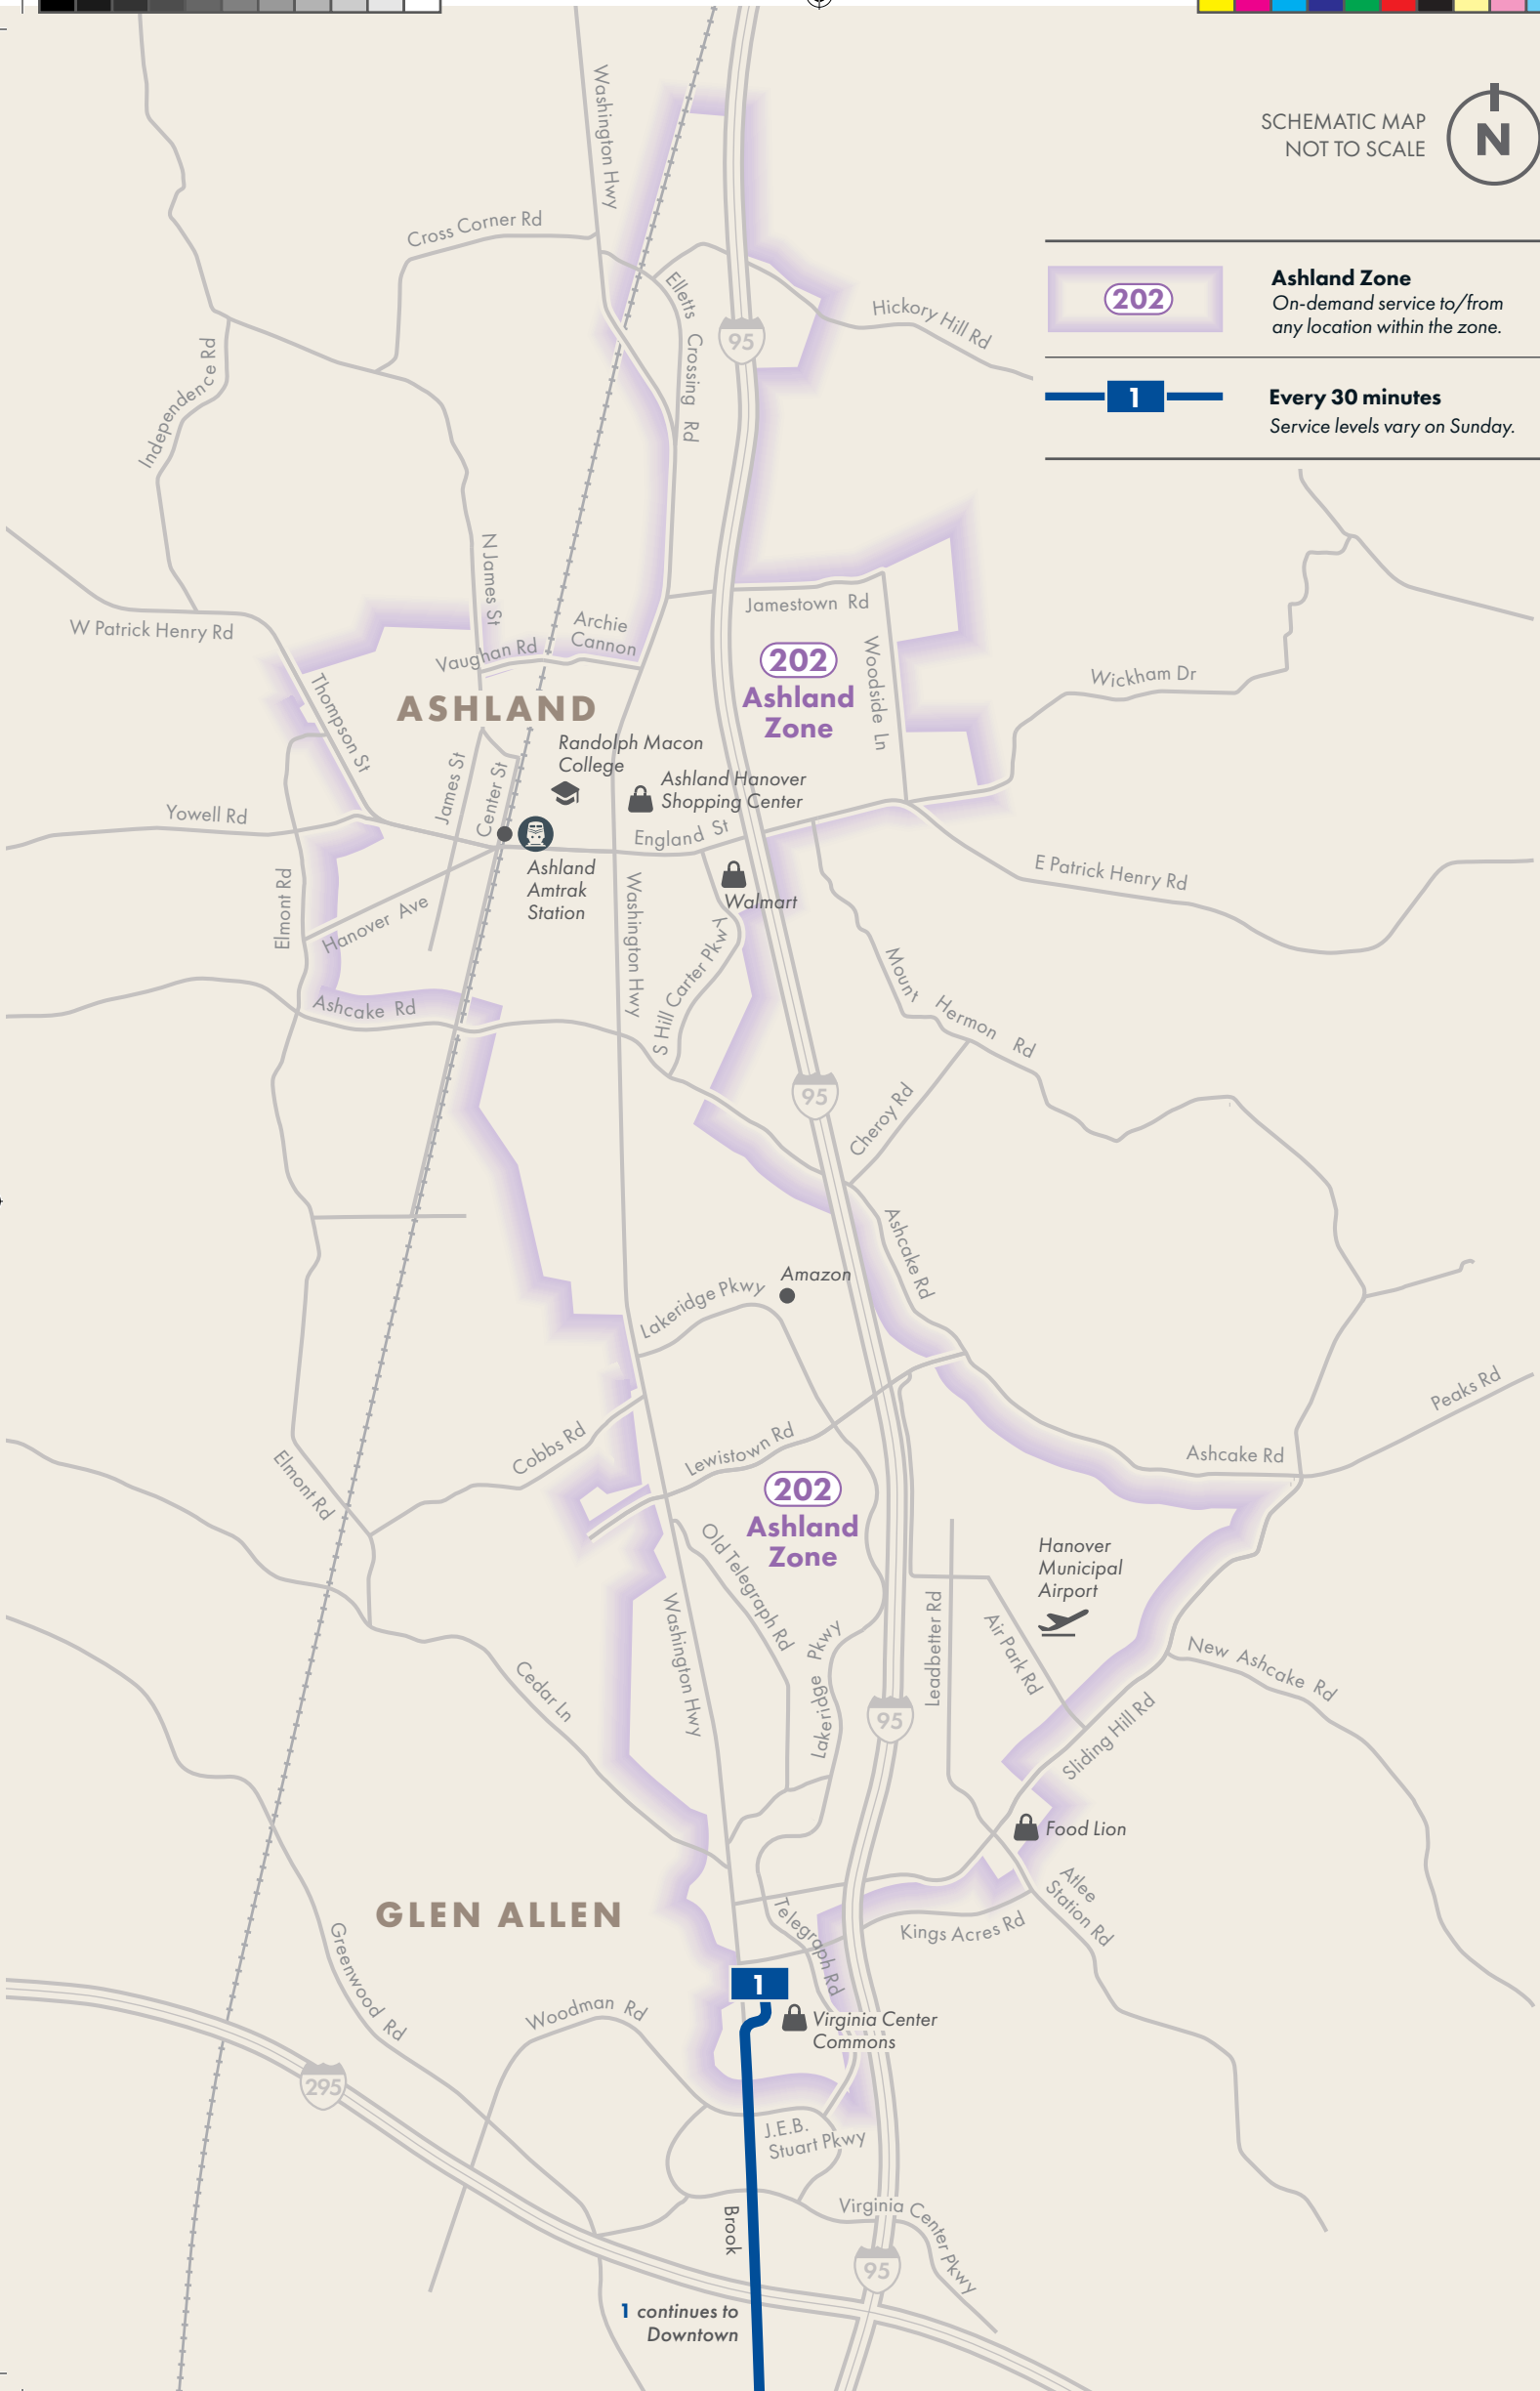 SCHEMATIC MAP
NOT TO SCALE
N
202
Ashland Zone
On-demand service to/from
any location within the zone.
1
Every 30 minutes
Service levels vary on Sunday.
Washington Hwy
Cross Corner Rd
Elletts Crossing Rd
Hickory Hill Rd
95
Independence Rd
N James St
W Patrick Henry Rd
Archie
Cannon
Vaughan Rd
Jamestown Rd
202
Ashland
Zone
Woodside Ln
Wickham Dr
Thompson St
ASHLAND
Randolph Macon
College
Ashland Hanover
Shopping Center
James St
Center St
Yowell Rd
England St
Ashland
Amtrak
Station
Walmart
E Patrick Henry Rd
Elmont Rd
Hanover Ave
Washington Hwy
S Hill Carter Pkwy
Mount Hermon Rd
Ashcake Rd
95
Cheroy Rd
Ashcake Rd
Amazon
Lakeridge Pkwy
Peaks Rd
Cobbs Rd
Lewistown Rd
Ashcake Rd
Elmont Rd
202
Ashland
Zone
Old Telegraph Rd
Hanover
Municipal
Airport
Washington Hwy
Lakeridge Pkwy
Leadbetter Rd
Air Park Rd
New Ashcake Rd
Cedar Ln
95
Sliding Hill Rd
Food Lion
Atlee
Station Rd
GLEN ALLEN
Telegraph Rd
Kings Acres Rd
Greenwood Rd
1
Woodman Rd
Virginia Center
Commons
295
J.E.B.
Stuart Pkwy
Brook
Virginia Center Pkwy
95
1 continues to
Downtown